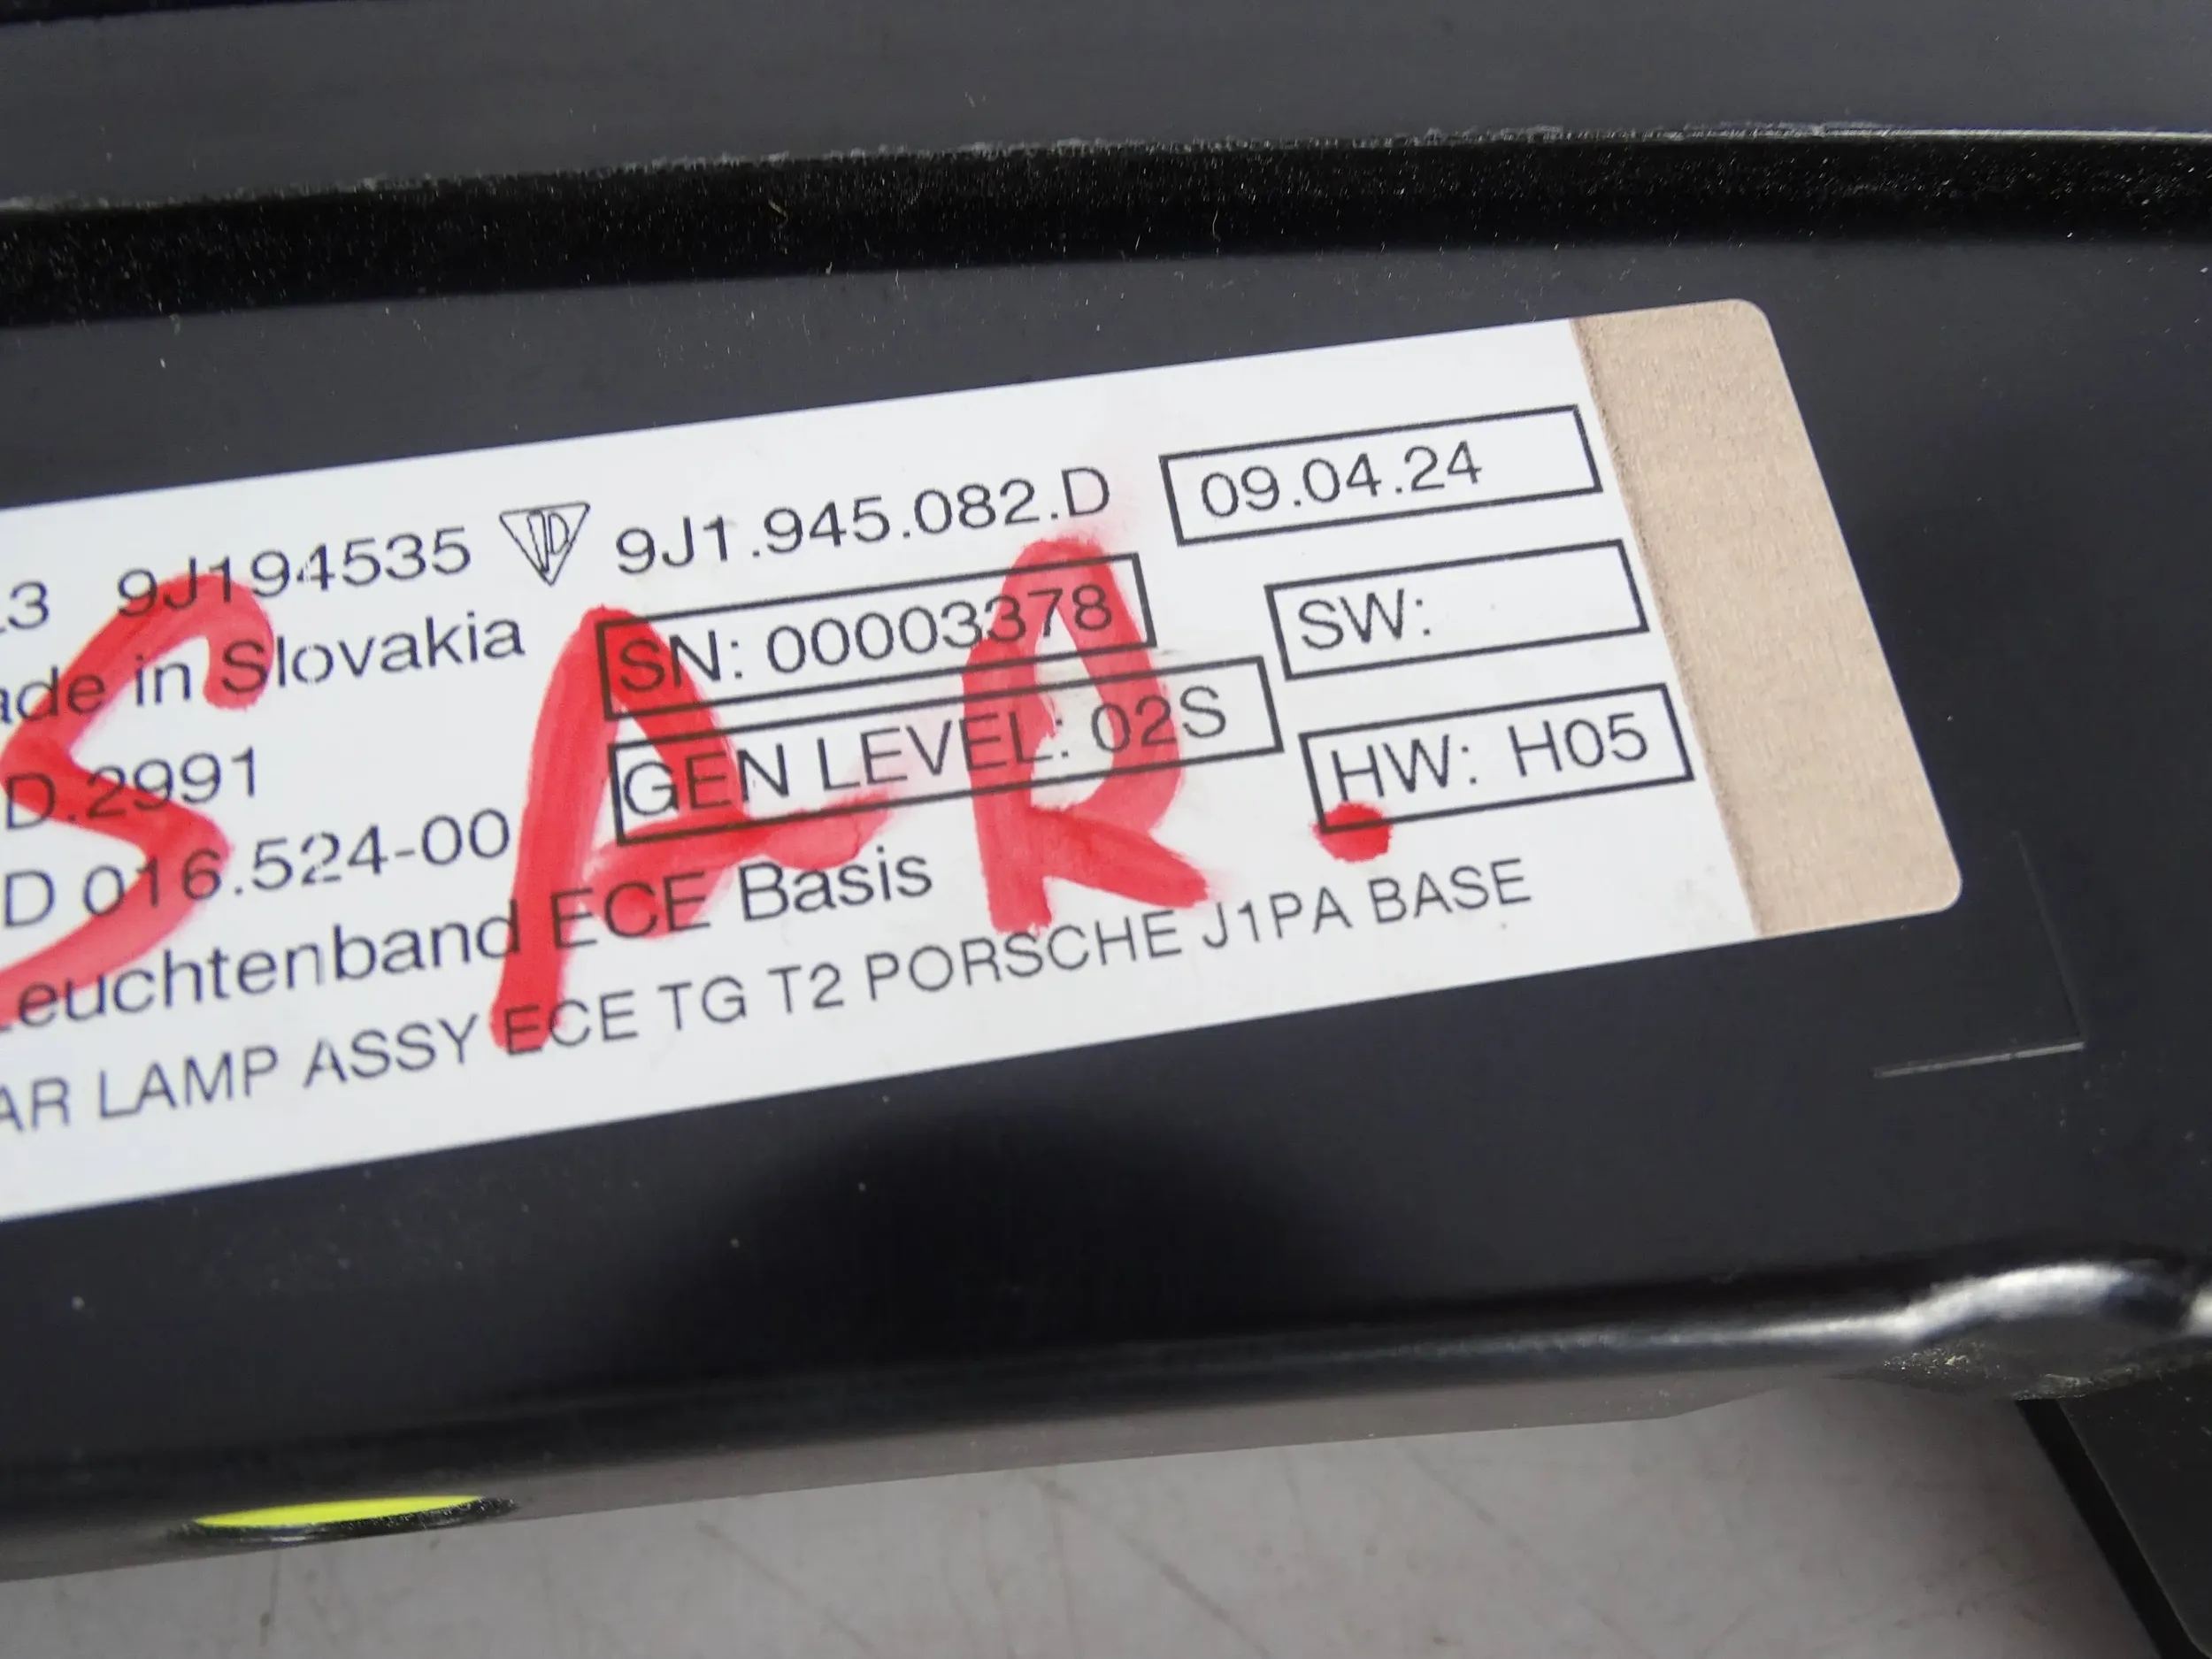 .3 9J194535 9J1.945.082.D 09.04.24
ade in Slovakia SN: 00003378 SW:
D.2991 GEN LEVEL: 02S HW: H05
D 016.524-00
Leuchtenband ECE Basis
AR LAMP ASSY ECE TG T2 PORSCHE J1PA BASE
SAR.